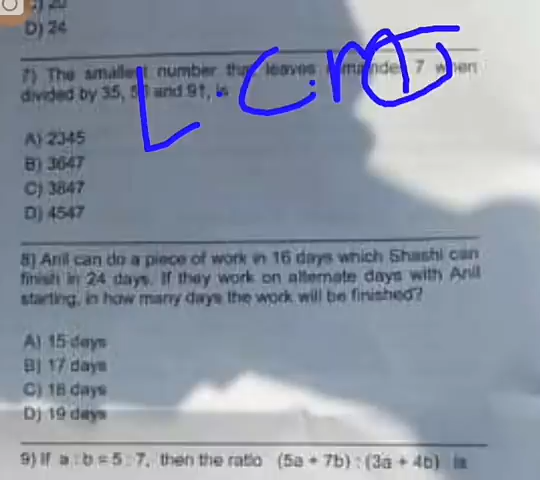 D) 24
7) The smallest number that leaves remainder 7 when
divided by 35, and 91, is
L.C.M
A) 2345
B) 3647
C) 3847
D) 4547
8) Anil can do a piece of work in 16 days which Shashi can
finish in 24 days. If they work on alternate days with Anil
starting, in how many days the work will be finished?
A) 15 days
B) 17 days
C) 18 days
D) 19 days
9) If a : b = 5 : 7, then the ratio (5a + 7b) : (3a + 4b) is